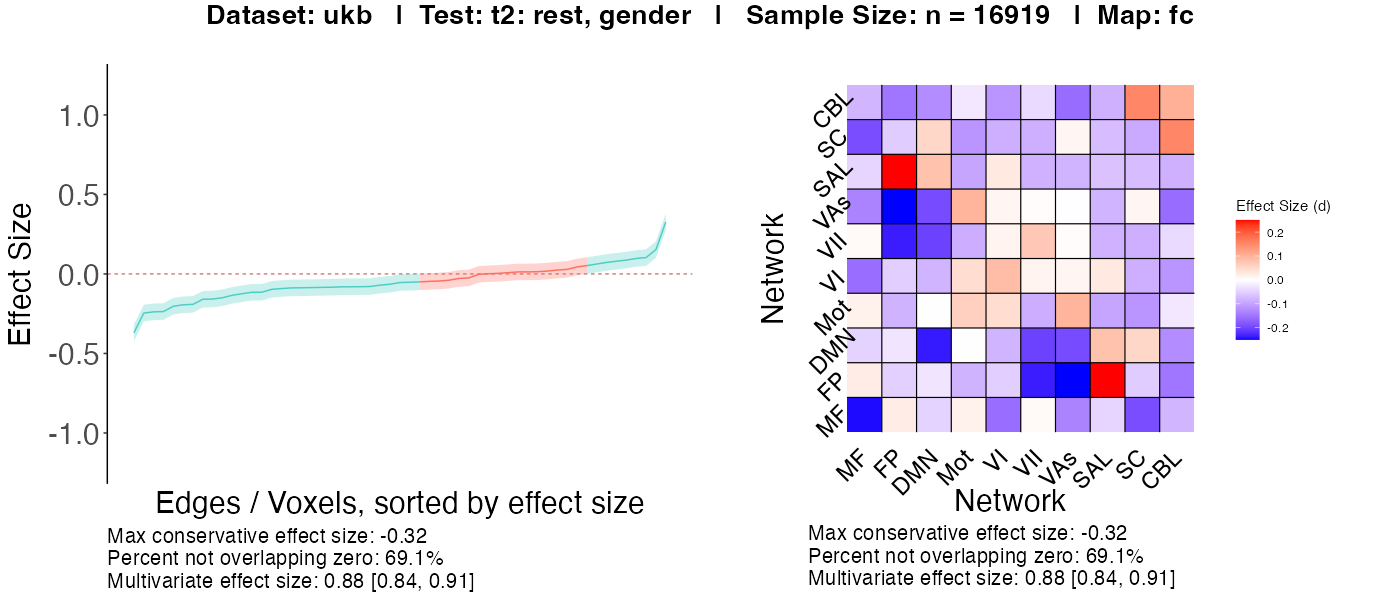 Dataset: ukb | Test: t2: rest, gender | Sample Size: n = 16919 | Map: fc
Effect Size
1.0
0.5
0.0
-0.5
-1.0
Edges / Voxels, sorted by effect size
Max conservative effect size: -0.32
Percent not overlapping zero: 69.1%
Multivariate effect size: 0.88 [0.84, 0.91]
Network
CBL
SC
SAL
VAs
VII
VI
Mot
DMN
FP
MF
MF
FP
DMN
Mot
VI
VII
VAs
SAL
SC
CBL
Network
Max conservative effect size: -0.32
Percent not overlapping zero: 69.1%
Multivariate effect size: 0.88 [0.84, 0.91]
Effect Size (d)
0.2
0.1
0.0
-0.1
-0.2